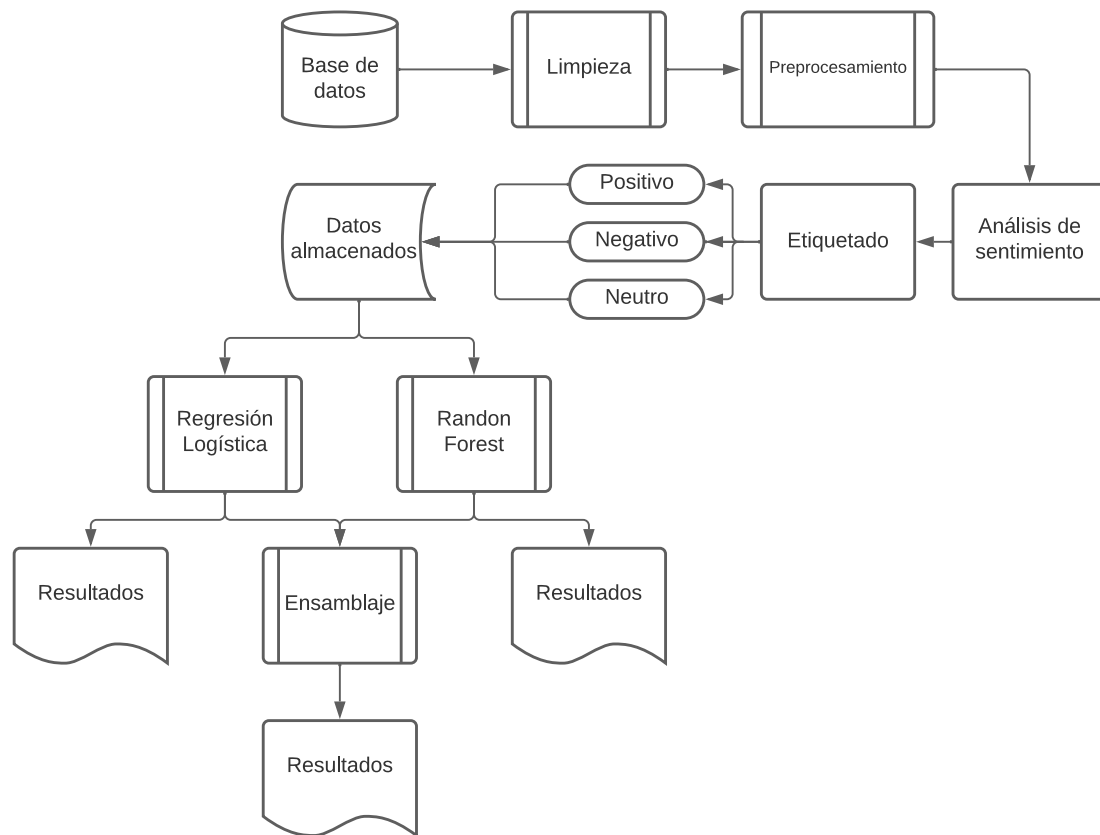 Base de
datos
Limpieza
Preprocesamiento
Positivo
Datos
almacenados
Negativo
Etiquetado
Análisis de
sentimiento
Neutro
Regresión
Logística
Randon
Forest
Resultados
Ensamblaje
Resultados
Resultados